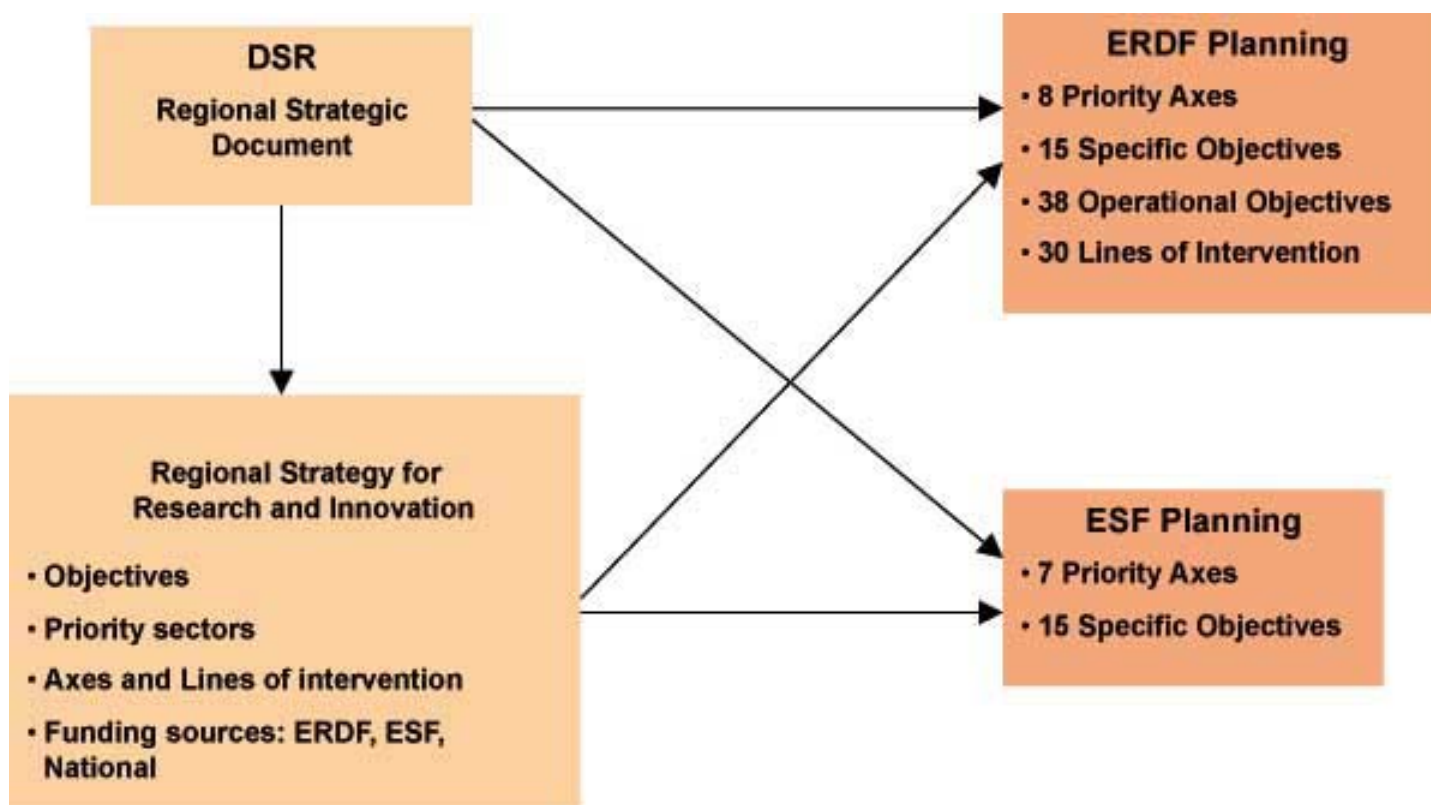 DSR
Regional Strategic
Document
ERDF Planning
• 8 Priority Axes
• 15 Specific Objectives
• 38 Operational Objectives
• 30 Lines of Intervention
Regional Strategy for
Research and Innovation
• Objectives
• Priority sectors
• Axes and Lines of intervention
• Funding sources: ERDF, ESF,
National
ESF Planning
• 7 Priority Axes
• 15 Specific Objectives